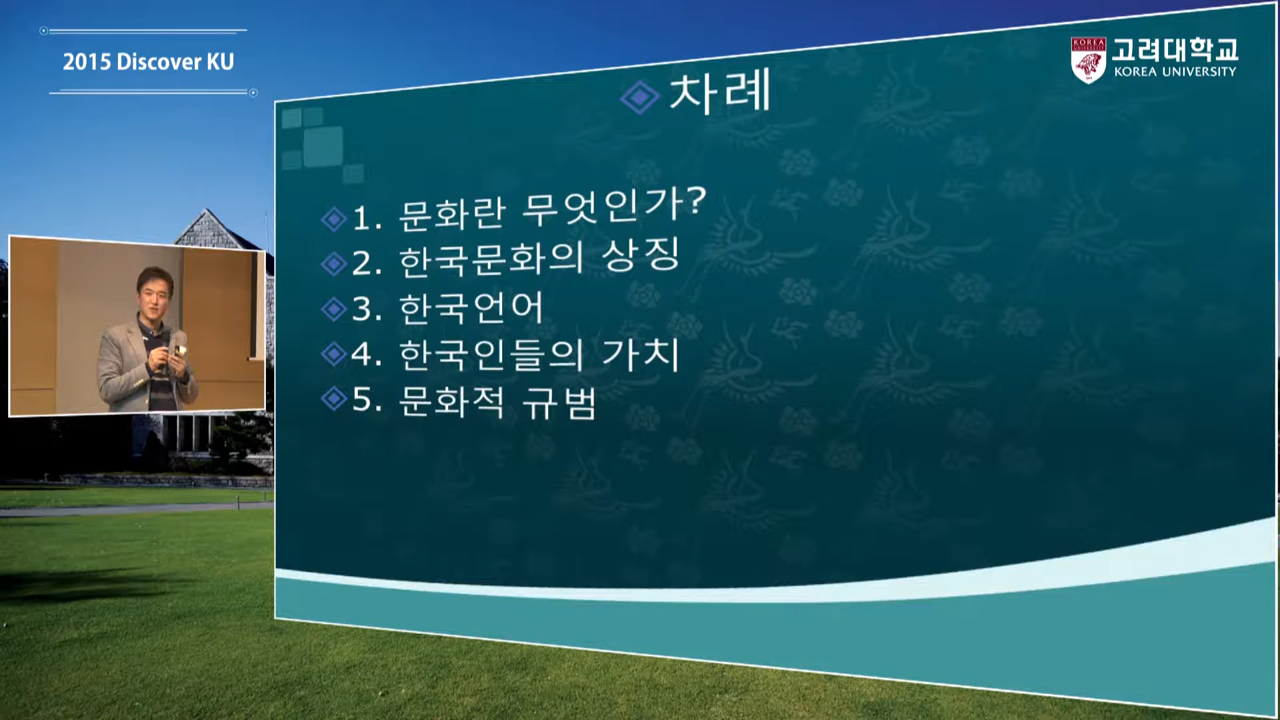 2015 Discover KU
KOREA
UNIVERSITY
고려대학교
KOREA UNIVERSITY
차례
1. 문화란 무엇인가?
2. 한국문화의 상징
3. 한국언어
4. 한국인들의 가치
5. 문화적 규범